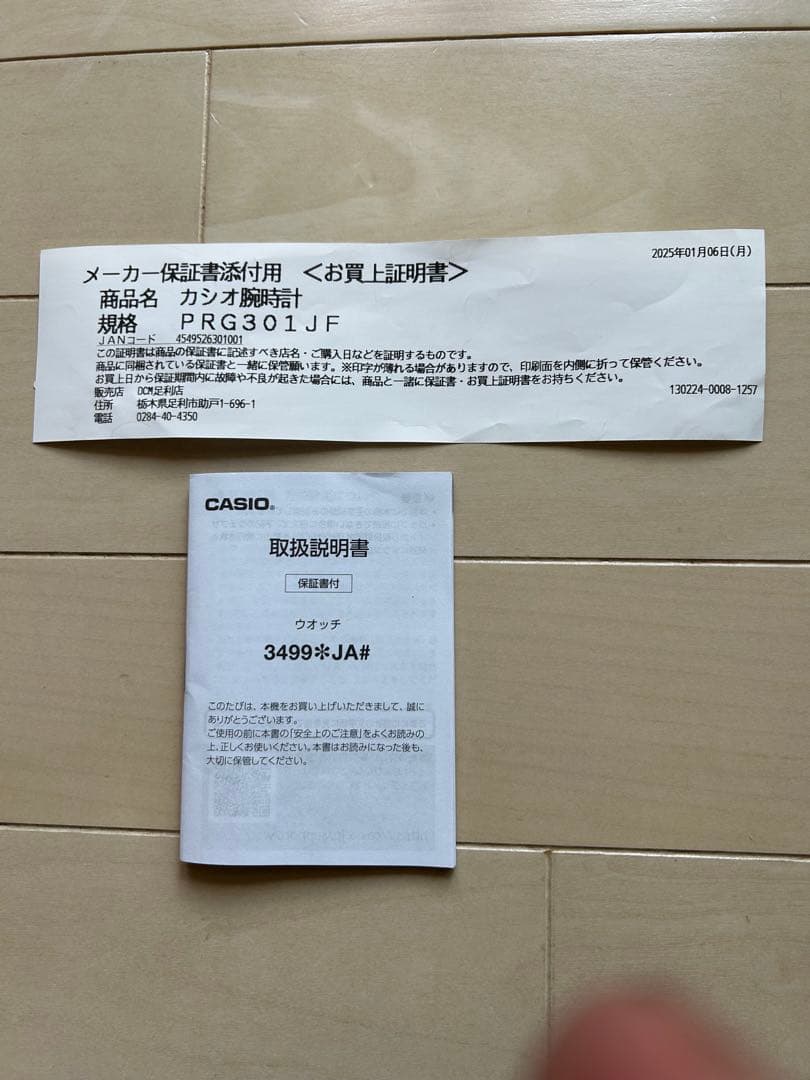 2025年01月06日(月)
メーカー保証書添付用 <お買上証明書>
商品名 カシオ腕時計
規格 PRG301JF
JANコード 4549526301001
この証明書は商品の保証書に記述すべき店名・ご購入日などを証明するものです。
商品に同梱されている保証書と一緒に保管願います。※印字が薄れる場合がありますので、印刷面を内側に折って保管ください。
お買上日から保証期間内に故障や不良が起きた場合には、商品と一諸に保証書・お買上証明書をお持ちください。
販売店 DCM足利店 130224-0008-1257
住所 栃木県足利市助戸1-696-1
電話 0284-40-4350
CASIO®
取扱説明書
保証書付
ウオッチ
3499✻JA#
このたびは、本機をお買い上げいただきまして、誠に
ありがとうございます。
ご使用の前に本書の「安全上のご注意」をよくお読みの
上、正しくお使いください。本書はお読みになった後も、
大切に保管してください。